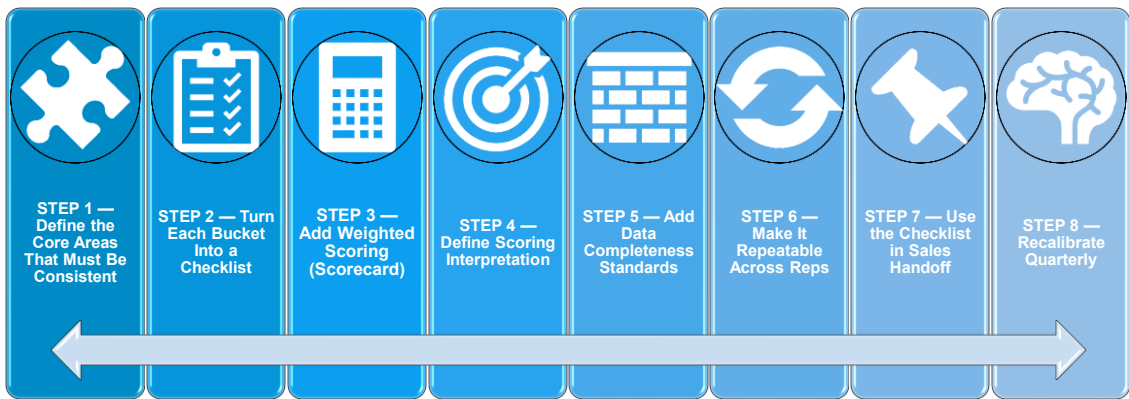 STEP 1 —
Define the
Core Areas
That Must Be
Consistent
STEP 2 — Turn
Each Bucket
Into a
Checklist
STEP 3 —
Add Weighted
Scoring
(Scorecard)
STEP 4 —
Define Scoring
Interpretation
STEP 5 — Add
Data
Completeness
Standards
STEP 6 —
Make It
Repeatable
Across Reps
STEP 7 — Use
the Checklist
in Sales
Handoff
STEP 8 —
Recalibrate
Quarterly